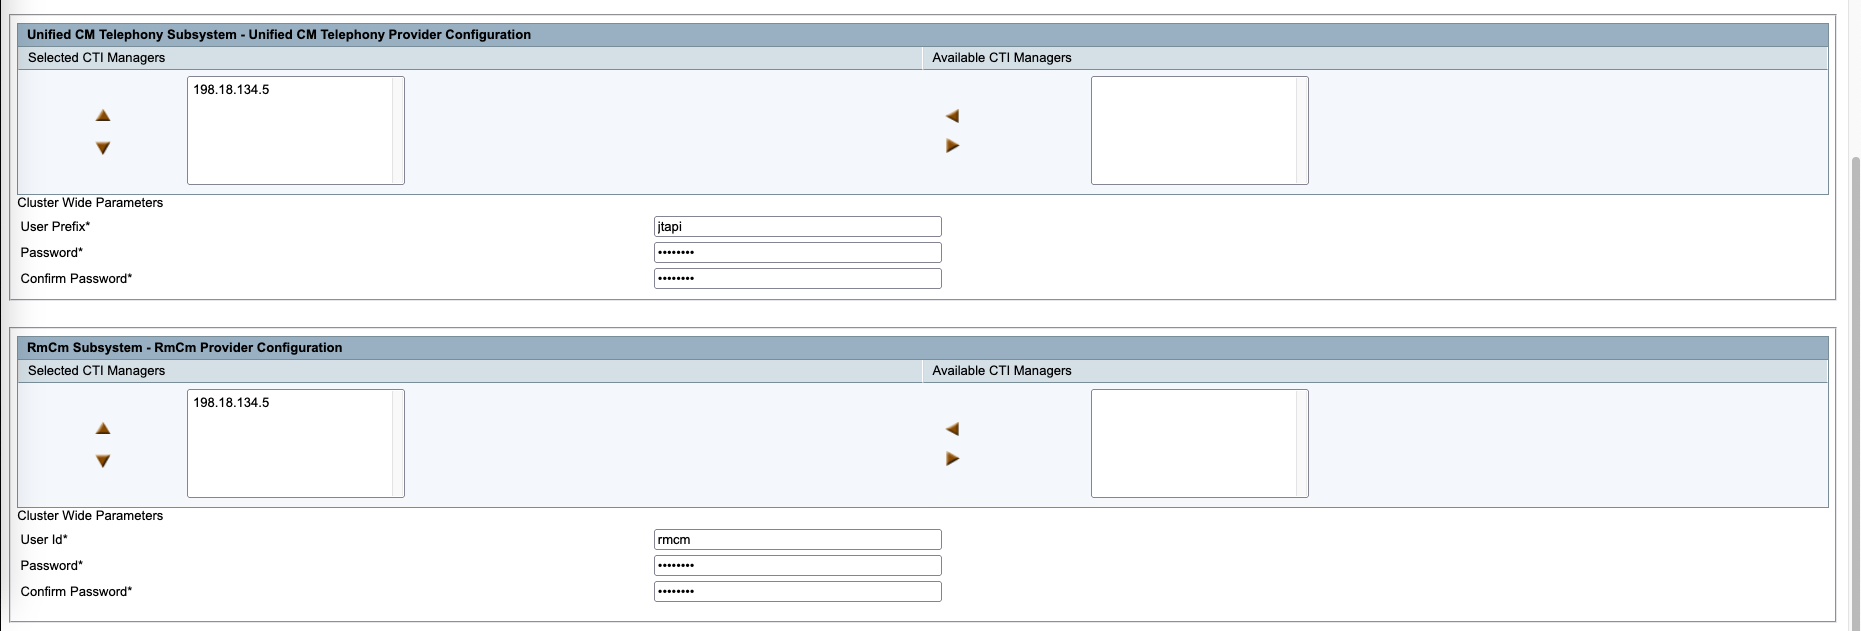 Unified CM Telephony Subsystem - Unified CM Telephony Provider Configuration
Selected CTI Managers
Available CTI Managers
198.18.134.5
Cluster Wide Parameters
User Prefix*
jtapi
Password*
••••••••
Confirm Password*
••••••••
RmCm Subsystem - RmCm Provider Configuration
Selected CTI Managers
Available CTI Managers
198.18.134.5
Cluster Wide Parameters
User Id*
rmcm
Password*
••••••••
Confirm Password*
••••••••